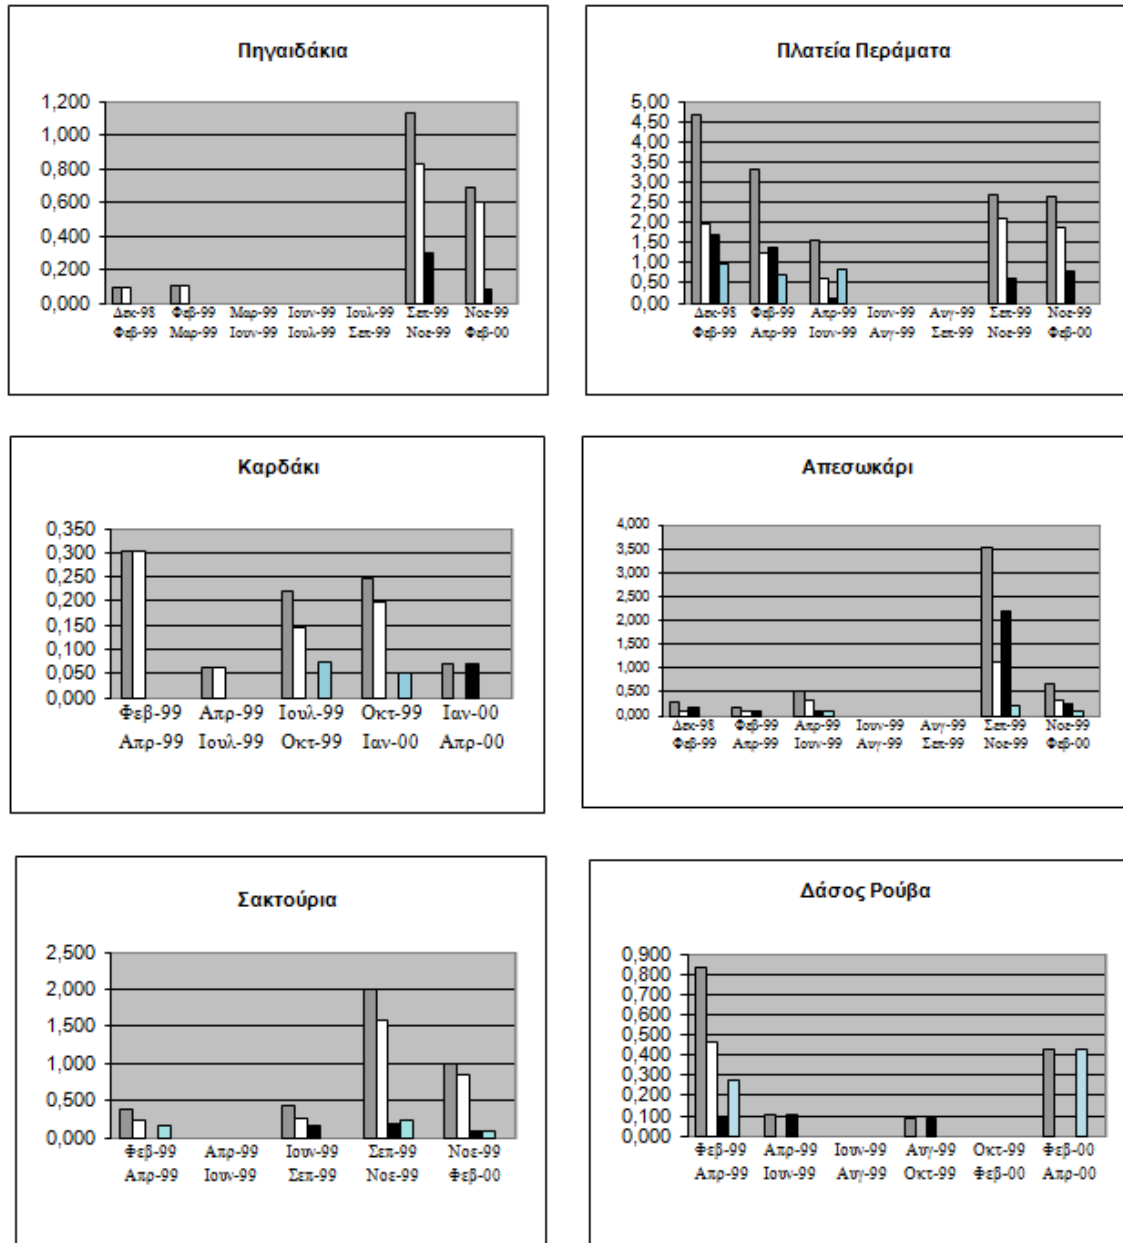 Πηγαιδάκια
1,200
1,000
0,800
0,600
0,400
0,200
0,000
Δεκ-98 Φεβ-99 Μαρ-99 Ιουν-99 Ιουλ-99 Σεπ-99 Νοε-99
Φεβ-99 Μαρ-99 Ιουν-99 Ιουλ-99 Σεπ-99 Νοε-99 Φεβ-00
Πλατεία Περάματα
5,00
4,50
4,00
3,50
3,00
2,50
2,00
1,50
1,00
0,50
0,00
Δεκ-98 Φεβ-99 Απρ-99 Ιουν-99 Αυγ-99 Σεπ-99 Νοε-99
Φεβ-99 Απρ-99 Ιουν-99 Αυγ-99 Σεπ-99 Νοε-99 Φεβ-00
Καρδάκι
0,350
0,300
0,250
0,200
0,150
0,100
0,050
0,000
Φεβ-99 Απρ-99 Ιουλ-99 Οκτ-99 Ιαν-00
Απρ-99 Ιουλ-99 Οκτ-99 Ιαν-00 Απρ-00
Απεσωκάρι
4,000
3,500
3,000
2,500
2,000
1,500
1,000
0,500
0,000
Δεκ-98 Φεβ-99 Απρ-99 Ιουν-99 Αυγ-99 Σεπ-99 Νοε-99
Φεβ-99 Απρ-99 Ιουν-99 Αυγ-99 Σεπ-99 Νοε-99 Φεβ-00
Σακτούρια
2,500
2,000
1,500
1,000
0,500
0,000
Φεβ-99 Απρ-99 Ιουν-99 Σεπ-99 Νοε-99
Απρ-99 Ιουν-99 Σεπ-99 Νοε-99 Φεβ-00
Δάσος Ρούβα
0,900
0,800
0,700
0,600
0,500
0,400
0,300
0,200
0,100
0,000
Φεβ-99 Απρ-99 Ιουν-99 Αυγ-99 Οκτ-99 Φεβ-00
Απρ-99 Ιουν-99 Αυγ-99 Οκτ-99 Φεβ-00 Απρ-00